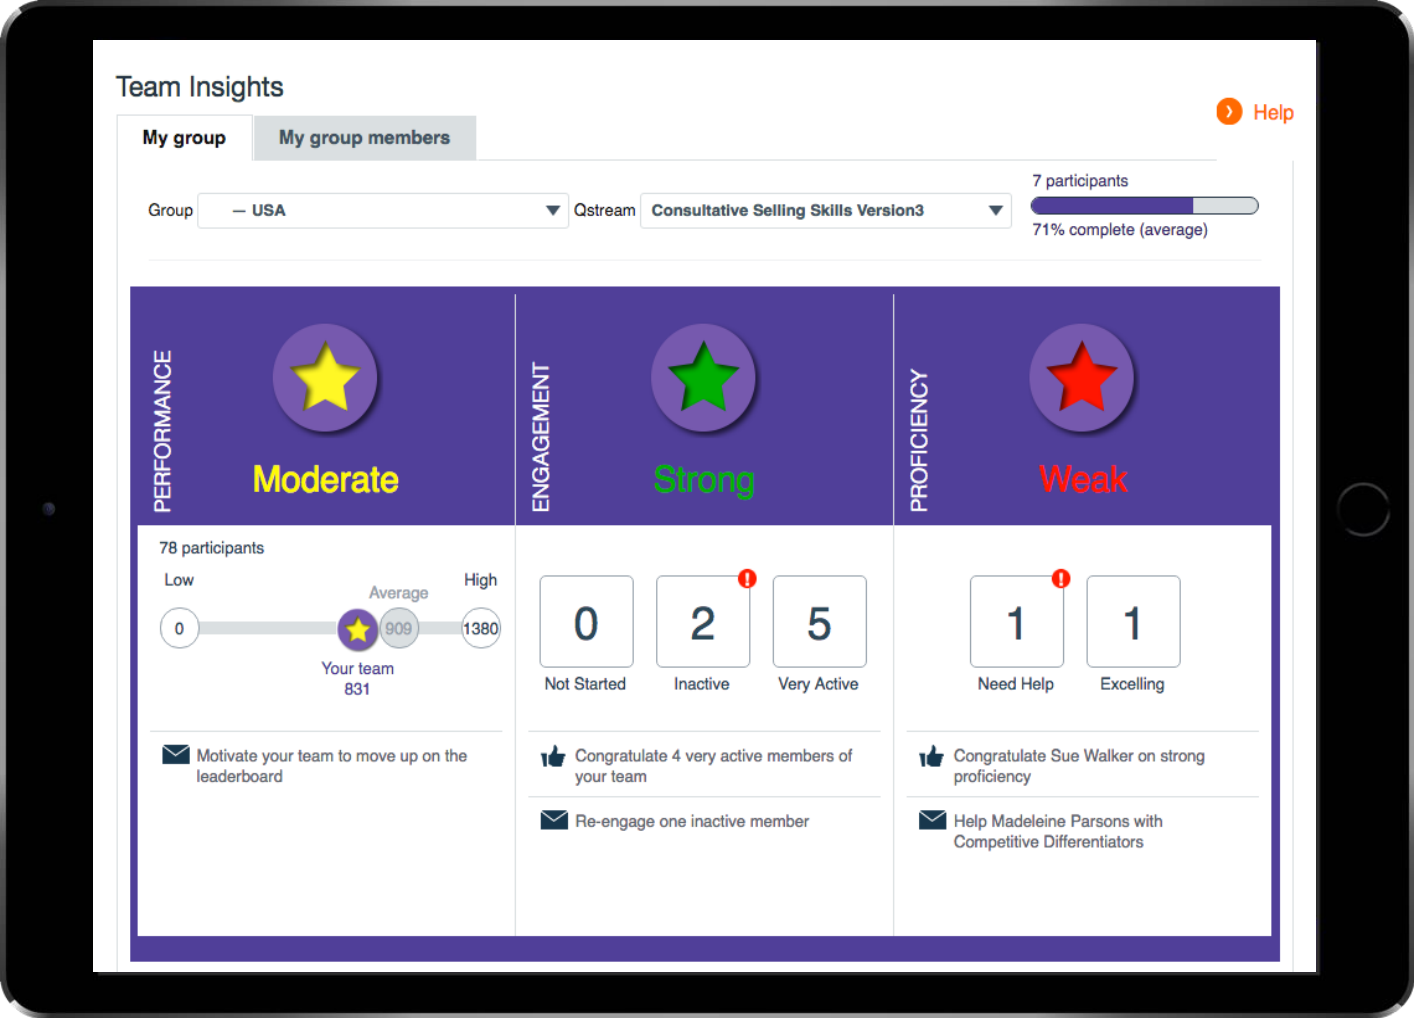 Team Insights
Help
My group
My group members
7 participants
Group
— USA
Qstream
Consultative Selling Skills Version3
71% complete (average)
PERFORMANCE
Moderate
ENGAGEMENT
Strong
PROFICIENCY
Weak
78 participants
Low
High
Average
0
909
1380
Your team
831
Motivate your team to move up on the
leaderboard
0
2
5
Not Started
Inactive
Very Active
Congratulate 4 very active members of
your team
Re-engage one inactive member
1
1
Need Help
Excelling
Congratulate Sue Walker on strong
proficiency
Help Madeleine Parsons with
Competitive Differentiators